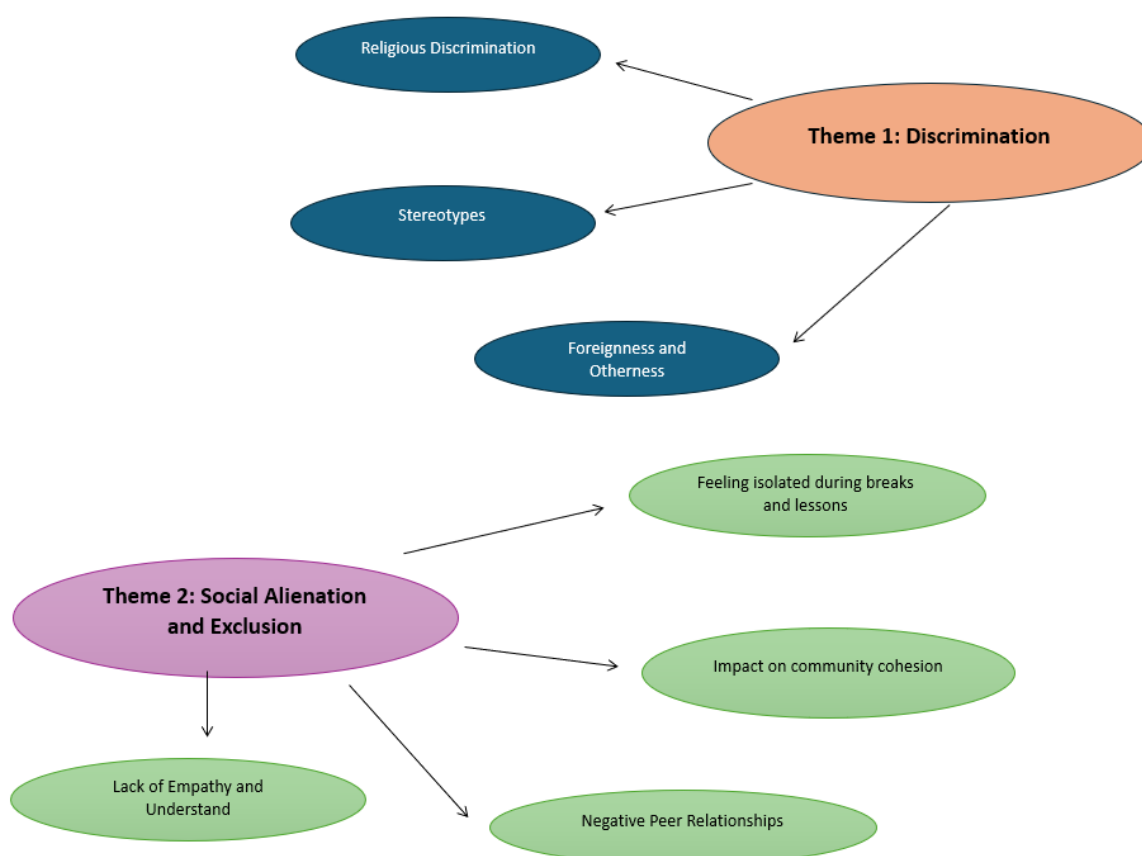 Religious Discrimination
Theme 1: Discrimination
Stereotypes
Foreignness and
Otherness
Feeling isolated during breaks
and lessons
Theme 2: Social Alienation
and Exclusion
Impact on community cohesion
Lack of Empathy and
Understand
Negative Peer Relationships